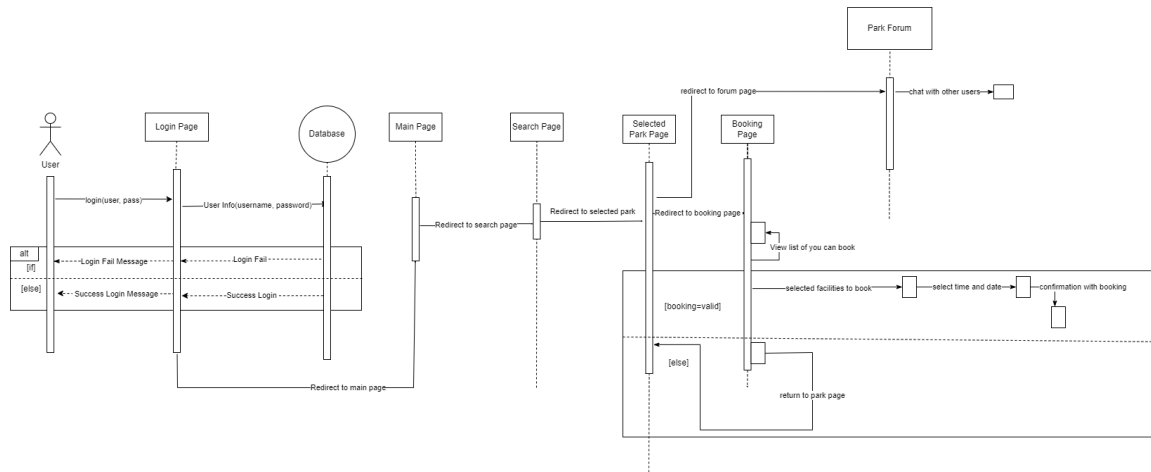 Park Forum
redirect to forum page
chat with other users
User
Login Page
Database
Main Page
Search Page
Selected
Park Page
Booking
Page
login(user, pass)
User Info(username, password)
Redirect to search page
Redirect to selected park
Redirect to booking page
View list of you can book
alt
[if]
Login Fail Message
Login Fail
[else]
Success Login Message
Success Login
selected facilities to book
select time and date
confirmation with booking
[booking=valid]
[else]
Redirect to main page
return to park page